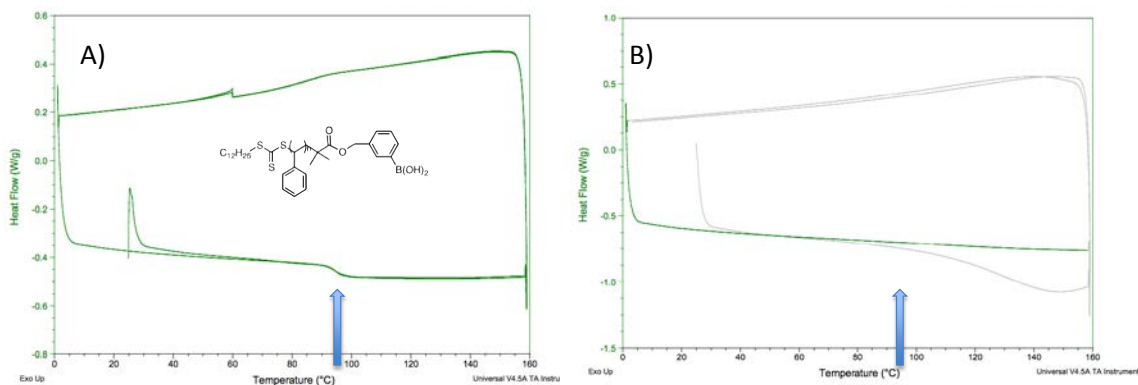 A)
0.6
0.4
0.2
0.0
-0.2
-0.4
-0.6
-0.8
Heat Flow (W/g)
C12H25
S
S
S
O
O
B(OH)2
0
20
40
60
80
100
120
140
160
Exo Up
Temperature (°C)
Universal V4.5A TA Instru
B)
1.0
0.5
0.0
-0.5
-1.0
-1.5
Heat Flow (W/g)
0
20
40
60
80
100
120
140
160
Exo Up
Temperature (°C)
Universal V4.5A TA Instrument